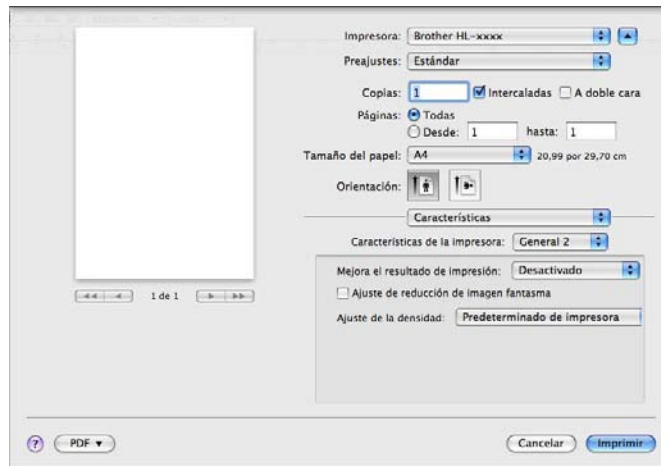 Impresora: Brother HL-xxxx
Preajustes: Estándar
Copias: 1 Intercaladas A doble cara
Páginas: Todas
Desde: 1 hasta: 1
Tamaño del papel: A4 20,99 por 29,70 cm
Orientación:
Características
Características de la impresora: General 2
Mejora el resultado de impresión: Desactivado
1 de 1
Ajuste de reducción de imagen fantasma
Ajuste de la densidad: Predeterminado de impresora
? PDF Cancelar Imprimir